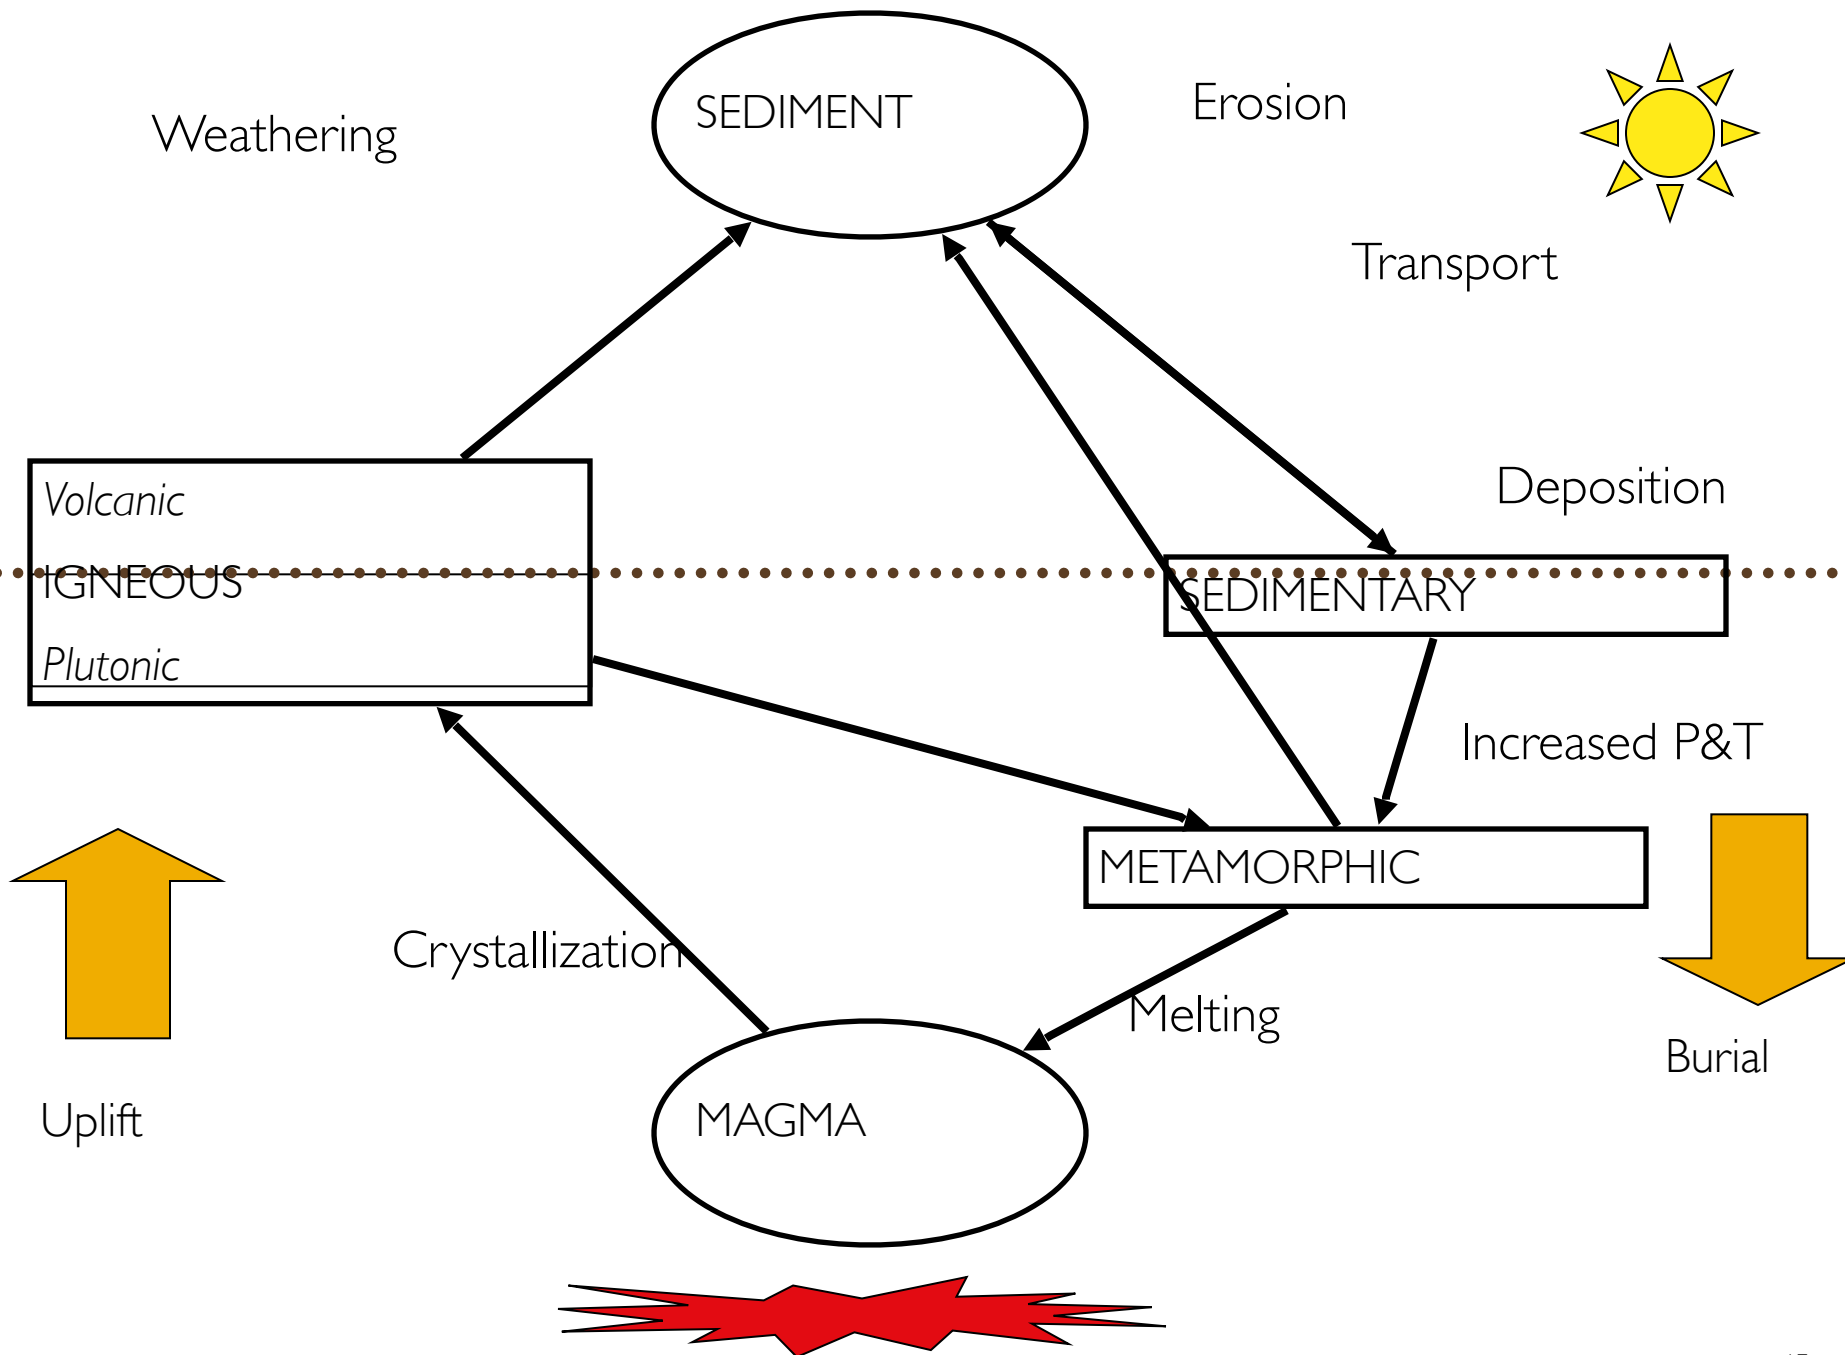 SEDIMENT
Erosion
Weathering
Transport
Deposition
Volcanic
IGNEOUS
SEDIMENTARY
Plutonic
Increased P&T
METAMORPHIC
Crystallization
Melting
Burial
MAGMA
Uplift